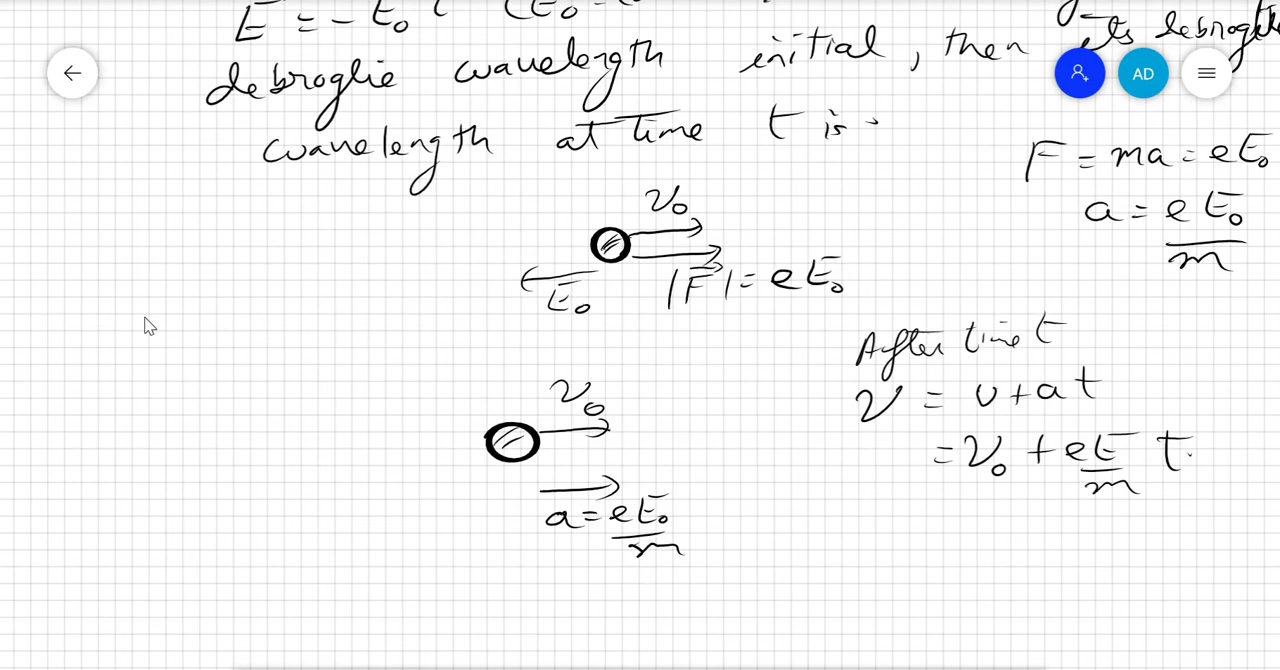 E = - E₀
debroglie wavelength initial, then its debroglie
wavelength at time t is .
AD
F = ma = eE₀
a = eE₀/m
v₀
|F| = eE₀
E₀
After time t
v = u + at
= v₀ + eE/m t.
v₀
a = eE₀/m